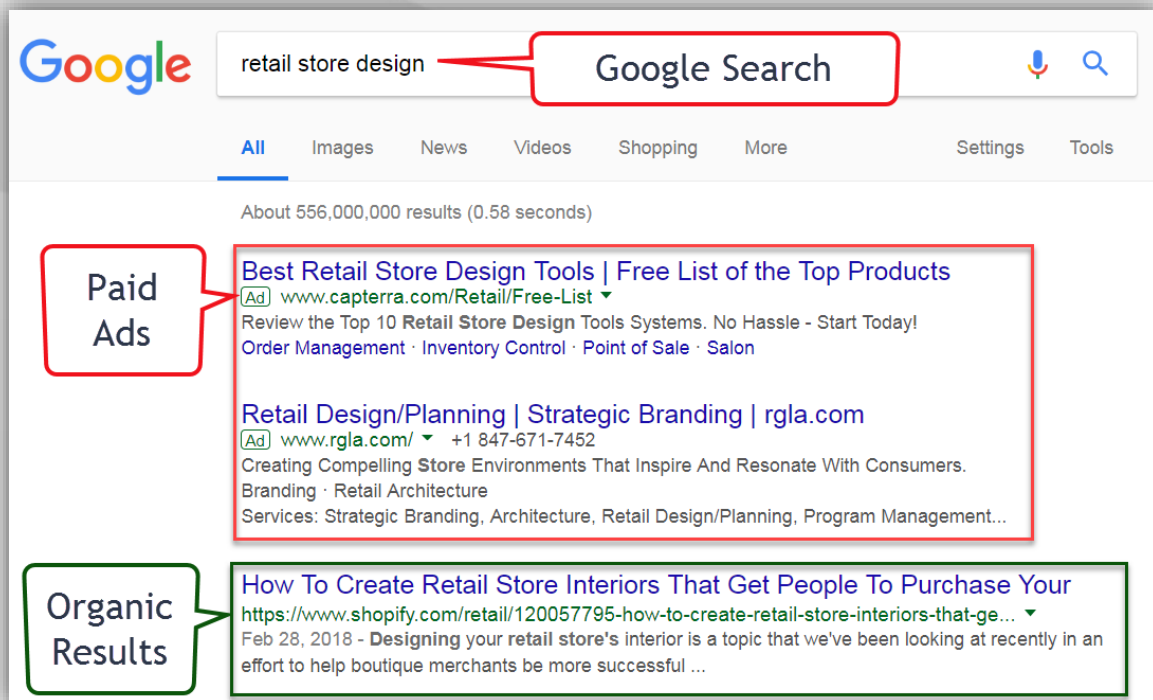 Google
retail store design
Google Search
All Images News Videos Shopping More Settings Tools
About 556,000,000 results (0.58 seconds)
Paid
Ads
Best Retail Store Design Tools | Free List of the Top Products
Ad www.capterra.com/Retail/Free-List
Review the Top 10 Retail Store Design Tools Systems. No Hassle - Start Today!
Order Management · Inventory Control · Point of Sale · Salon
Retail Design/Planning | Strategic Branding | rgla.com
Ad www.rgla.com/ +1 847-671-7452
Creating Compelling Store Environments That Inspire And Resonate With Consumers.
Branding · Retail Architecture
Services: Strategic Branding, Architecture, Retail Design/Planning, Program Management...
Organic
Results
How To Create Retail Store Interiors That Get People To Purchase Your
https://www.shopify.com/retail/120057795-how-to-create-retail-store-interiors-that-ge...
Feb 28, 2018 - Designing your retail store's interior is a topic that we've been looking at recently in an
effort to help boutique merchants be more successful ...